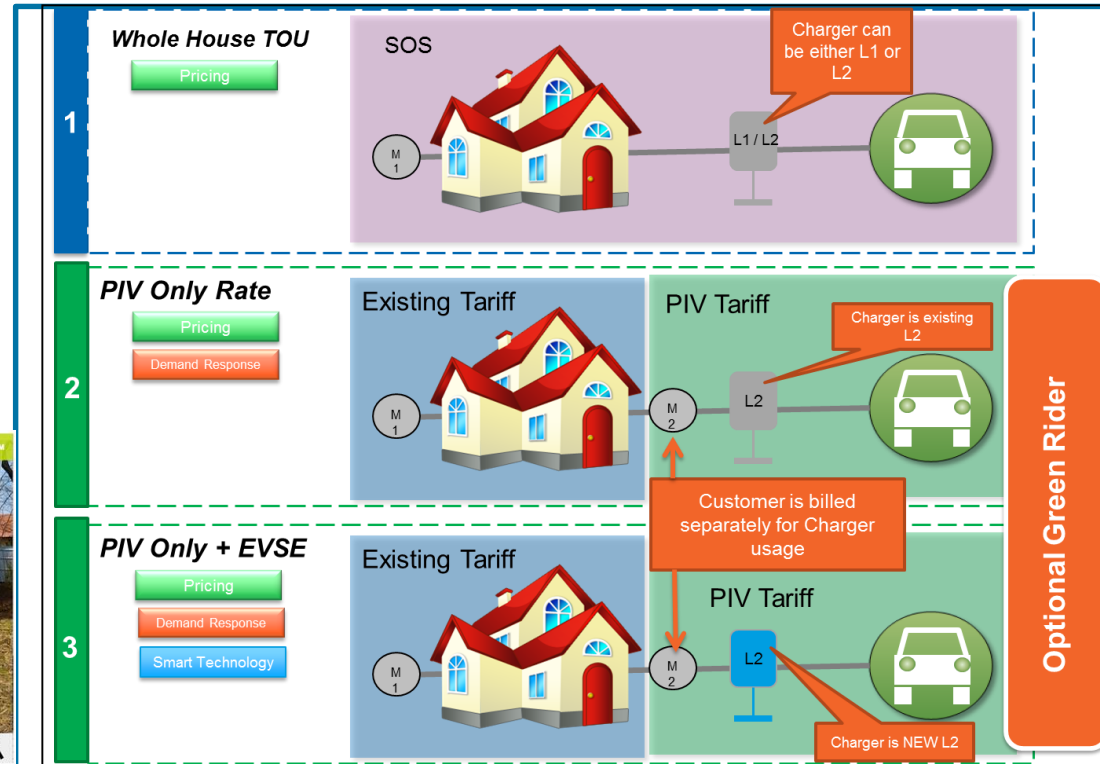 1
Whole House TOU
Pricing
SOS
M
1
Charger can
be either L1 or
L2
L1 / L2
2
PIV Only Rate
Pricing
Demand Response
Existing Tariff
M
1
PIV Tariff
M
2
L2
Charger is existing
L2
Customer is billed
separately for Charger
usage
3
PIV Only + EVSE
Pricing
Demand Response
Smart Technology
Existing Tariff
M
1
PIV Tariff
M
2
L2
Charger is NEW L2
Optional Green Rider